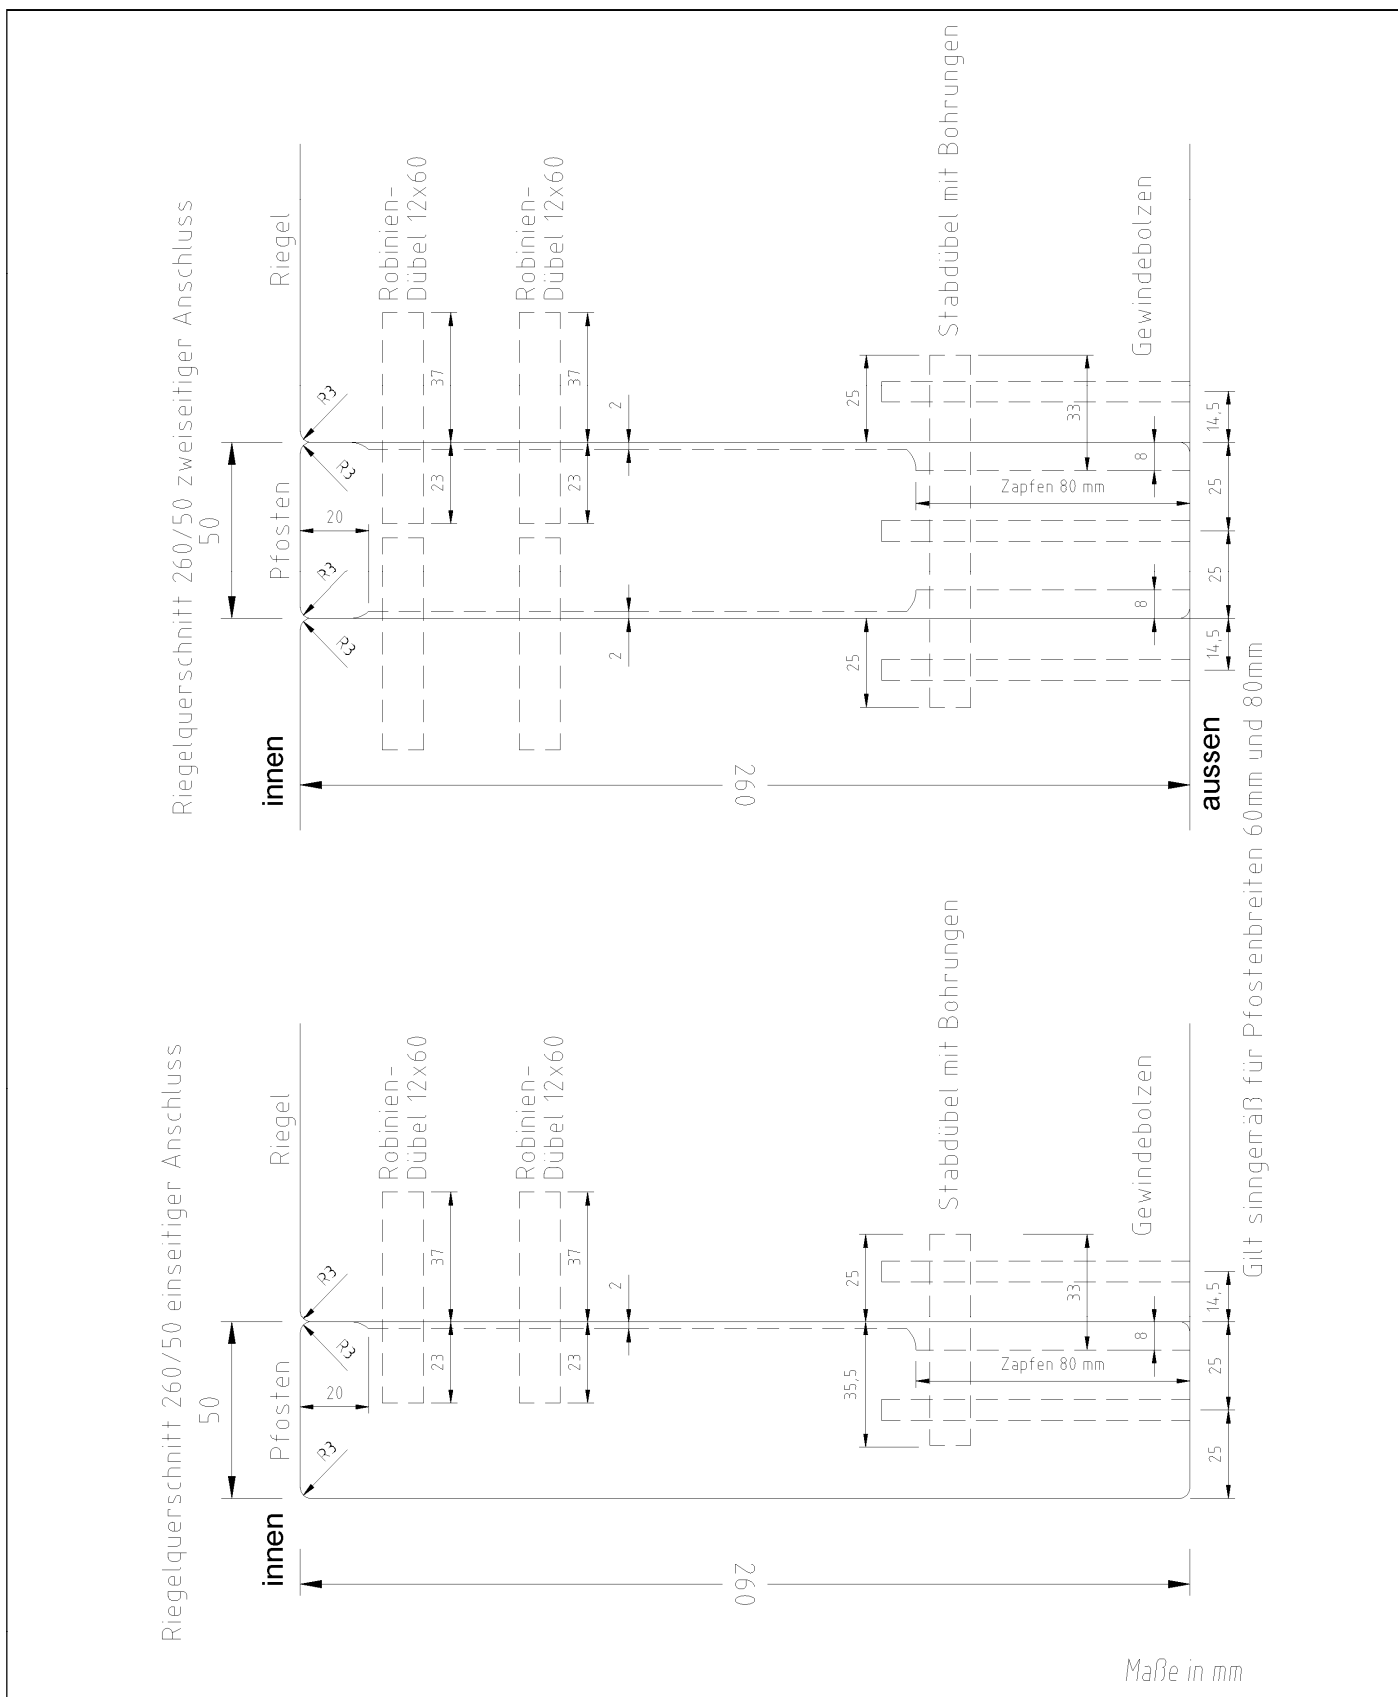 Riegelquerschnitt 260/50 zweiseitiger Anschluss
50
Riegel
Pfosten
innen
R3
R3
R3
R3
20
Robinien-
Dübel 12x60
37
23
Robinien-
Dübel 12x60
37
23
2
2
260
Stabdübel mit Bohrungen
25
25
33
Zapfen 80 mm
Gewindebolzen
8
8
14,5
25
25
14,5
aussen
Gilt sinngemäß für Pfostenbreiten 60mm und 80mm
Riegelquerschnitt 260/50 einseitiger Anschluss
50
Riegel
Pfosten
innen
R3
R3
R3
20
Robinien-
Dübel 12x60
37
23
Robinien-
Dübel 12x60
37
23
2
260
Stabdübel mit Bohrungen
25
35,5
33
Zapfen 80 mm
Gewindebolzen
8
14,5
25
25
Maße in mm